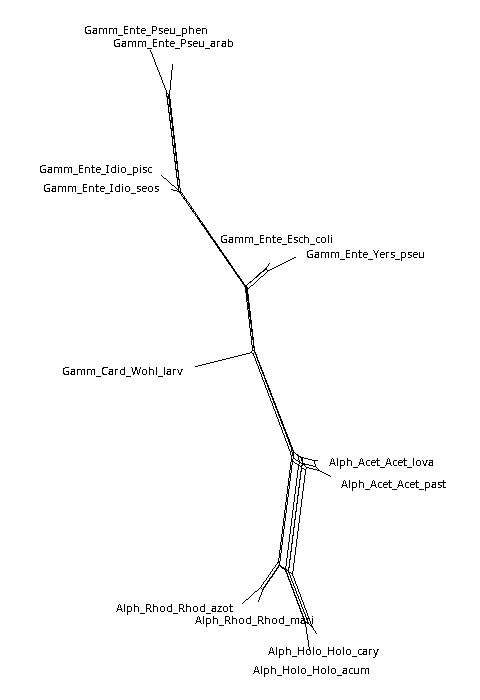 Gamm_Ente_Pseu_phen
Gamm_Ente_Pseu_arab
Gamm_Ente_Idio_pisc
Gamm_Ente_Idio_seos
Gamm_Ente_Esch_coli
Gamm_Ente_Yers_pseu
Gamm_Card_Wohl_larv
Alph_Acet_Acet_lova
Alph_Acet_Acet_past
Alph_Rhod_Rhod_azot
Alph_Rhod_Rhod_mari
Alph_Holo_Holo_cary
Alph_Holo_Holo_acum